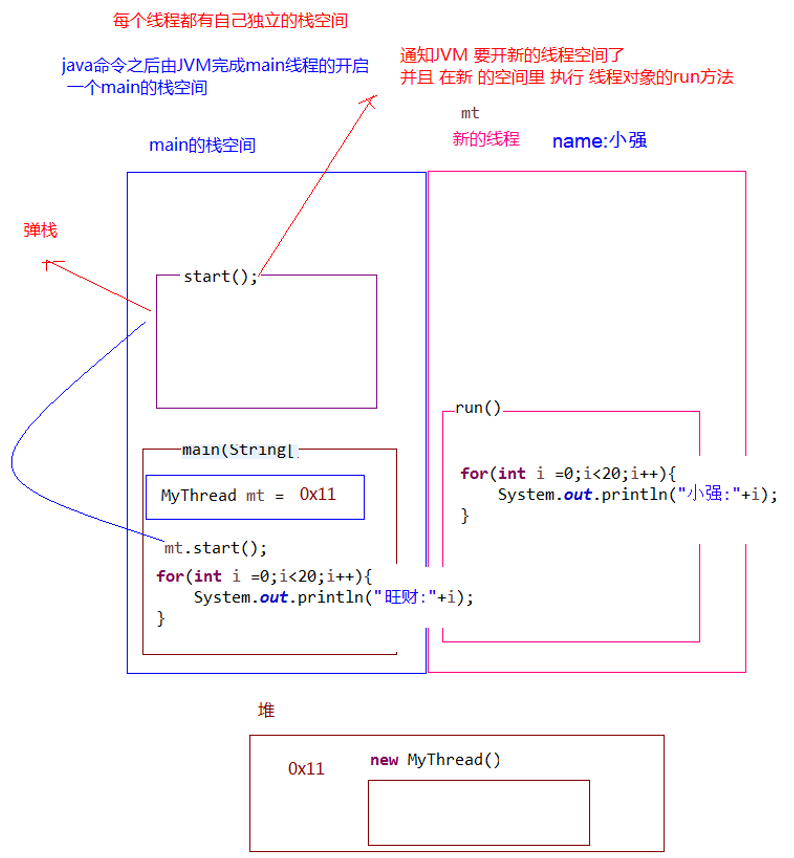 每个线程都有自己独立的栈空间
java命令之后由JVM完成main线程的开启
一个main的栈空间
通知JVM 要开新的线程空间了
并且 在新 的空间里 执行 线程对象的run方法
main的栈空间
mt
新的线程 name:小强
弹栈
start();
main(String[
MyThread mt = 0x11
mt.start();
for(int i =0;i<20;i++){
System.out.println("旺财:"+i);
}
run()
for(int i =0;i<20;i++){
System.out.println("小强:"+i);
}
堆
0x11
new MyThread()